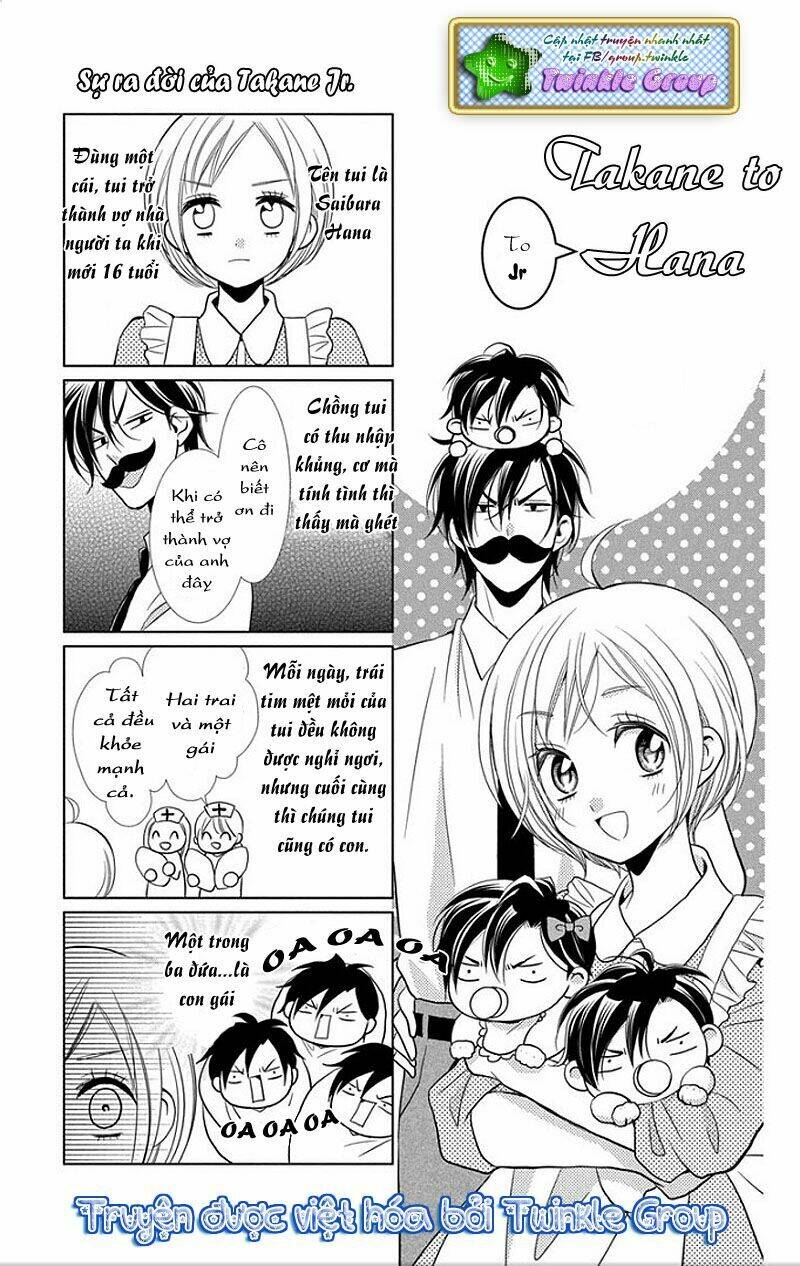 Cập nhật truyện nhanh nhất
tại FB/group.twinkle
Twinkle Group
Sự ra đời của Takane Jr.
Takane to
Hana
To
Jr
Tên tui là
Saibara
Hana
Đùng một
cái, tui trở
thành vợ nhà
người ta khi
mới 16 tuổi
Chồng tui
có thu nhập
khủng, cơ mà
tính tình thì
thấy mà ghét
Cô
nên
biết
ơn đi
Khi có
thể trở
thành vợ
của anh
đây
Mỗi ngày, trái
tim mệt mỏi của
tui đều không
được nghỉ ngơi,
nhưng cuối cùng
thì chúng tui
cũng có con.
Hai trai
và một
gái
Tất
cả đều
khỏe
mạnh
cả.
Một trong
ba đứa...là
con gái
OA OA OA OA
OA OA OA
Truyện được việt hóa bởi Twinkle Group